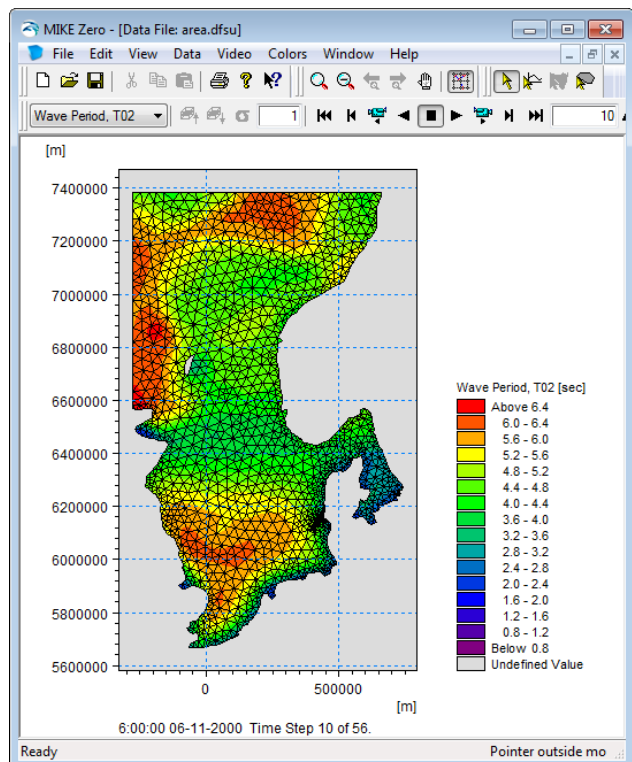 MIKE Zero - [Data File: area.dfsu]
File Edit View Data Video Colors Window Help
Wave Period, T02 1 10
[m]
7400000
7200000
7000000
6800000
6600000
6400000
6200000
6000000
5800000
5600000
0 500000
[m]
Wave Period, T02 [sec]
Above 6.4
6.0 - 6.4
5.6 - 6.0
5.2 - 5.6
4.8 - 5.2
4.4 - 4.8
4.0 - 4.4
3.6 - 4.0
3.2 - 3.6
2.8 - 3.2
2.4 - 2.8
2.0 - 2.4
1.6 - 2.0
1.2 - 1.6
0.8 - 1.2
Below 0.8
Undefined Value
6:00:00 06-11-2000 Time Step 10 of 56.
Ready Pointer outside mo